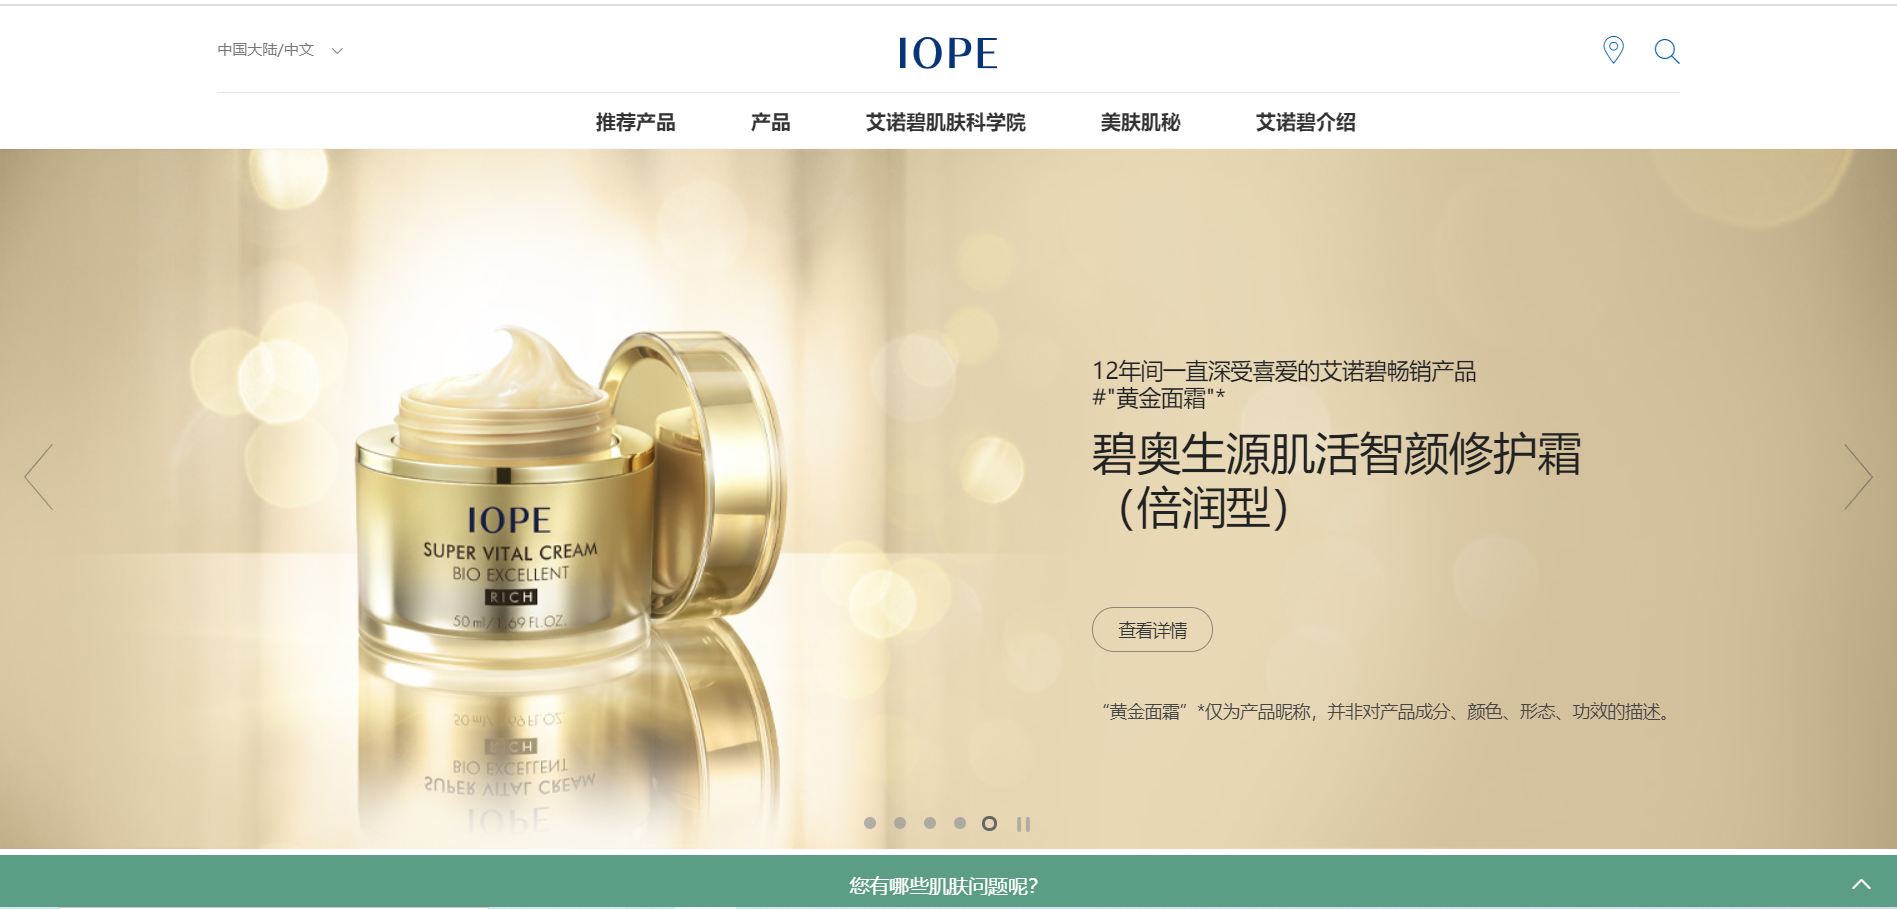 中国大陆/中文
IOPE
推荐产品
产品
艾诺碧肌肤科学院
美肤肌秘
艾诺碧介绍
12年间一直深受喜爱的艾诺碧畅销产品
#"黄金面霜"*
碧奥生源肌活智颜修护霜
（倍润型）
IOPE
SUPER VITAL CREAM
BIO EXCELLENT
RICH
50 ml/1.69 FL.OZ.
查看详情
“黄金面霜”*仅为产品昵称，并非对产品成分、颜色、形态、功效的描述。
您有哪些肌肤问题呢？